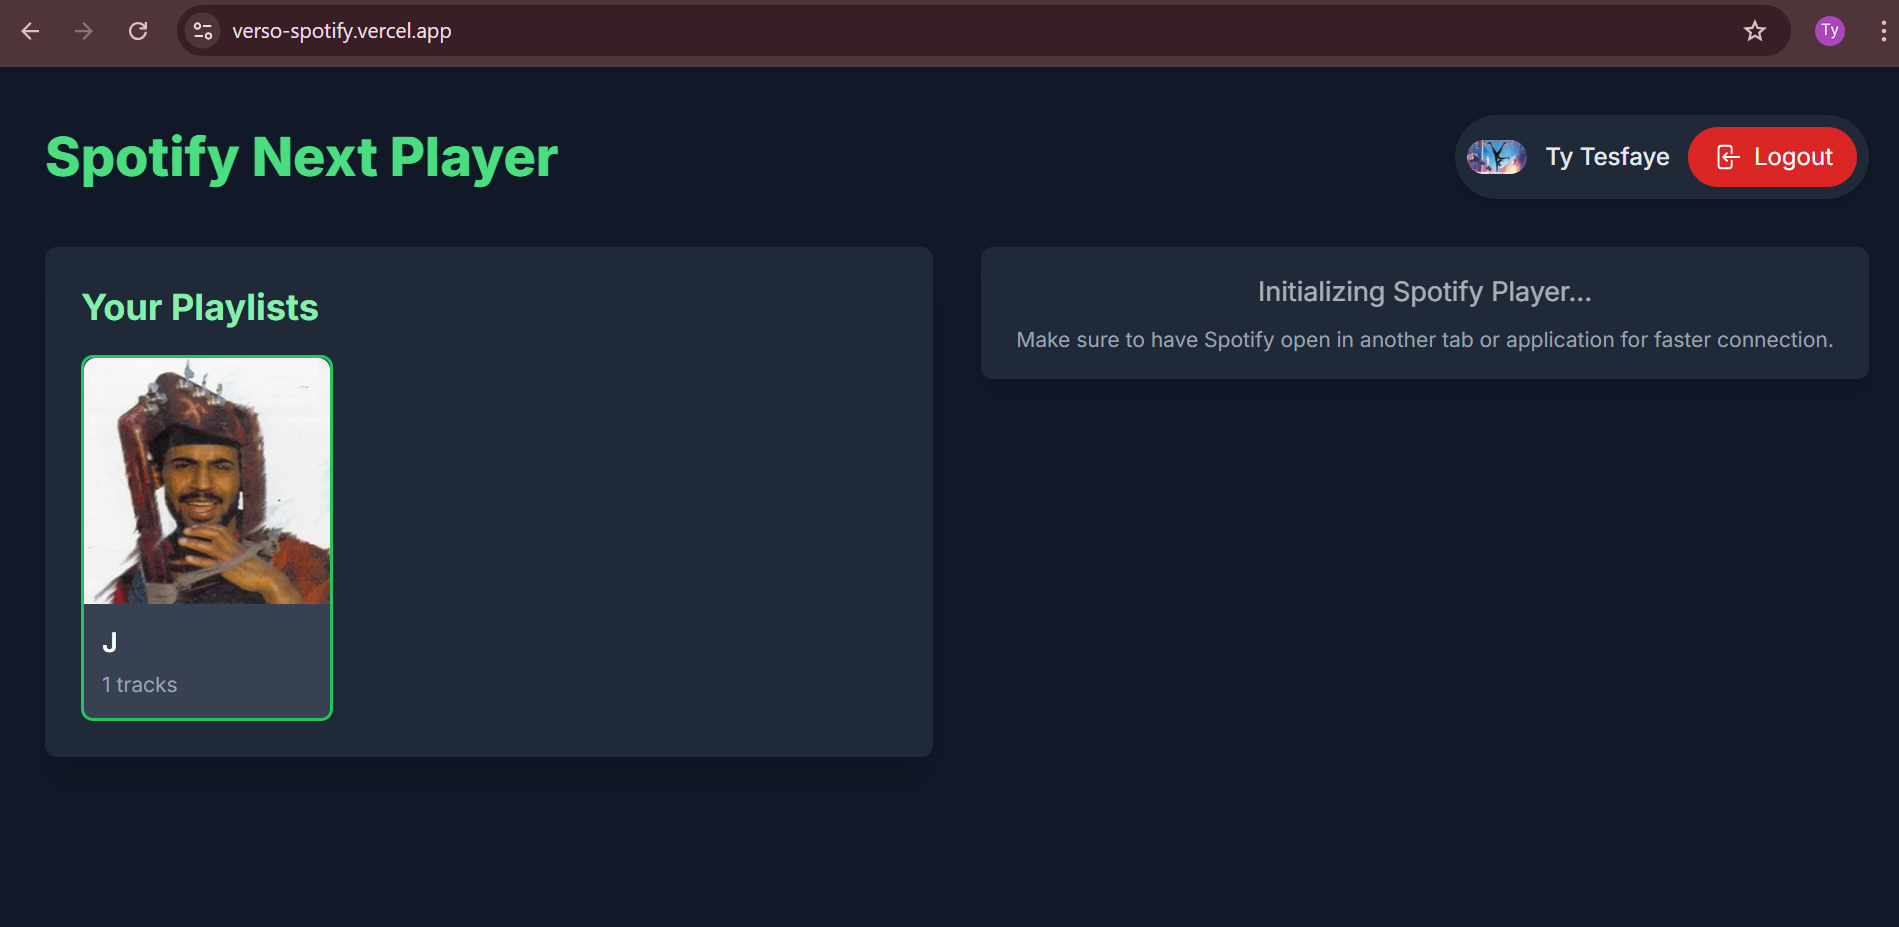 verso-spotify.vercel.app
Ty
Spotify Next Player
Ty Tesfaye
Logout
Your Playlists
J
1 tracks
Initializing Spotify Player...
Make sure to have Spotify open in another tab or application for faster connection.